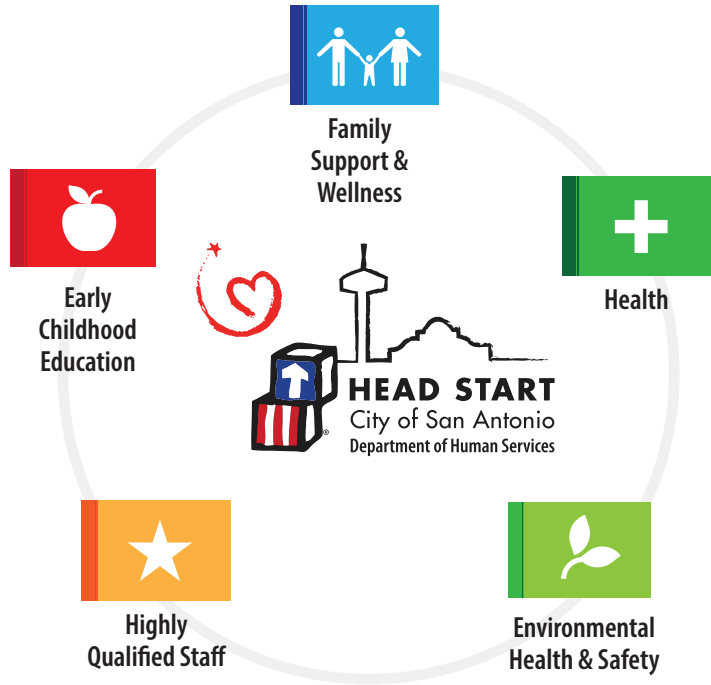 Family
Support &
Wellness
Early
Childhood
Education
Health
HEAD START
City of San Antonio
Department of Human Services
®
Highly
Qualified Staff
Environmental
Health & Safety